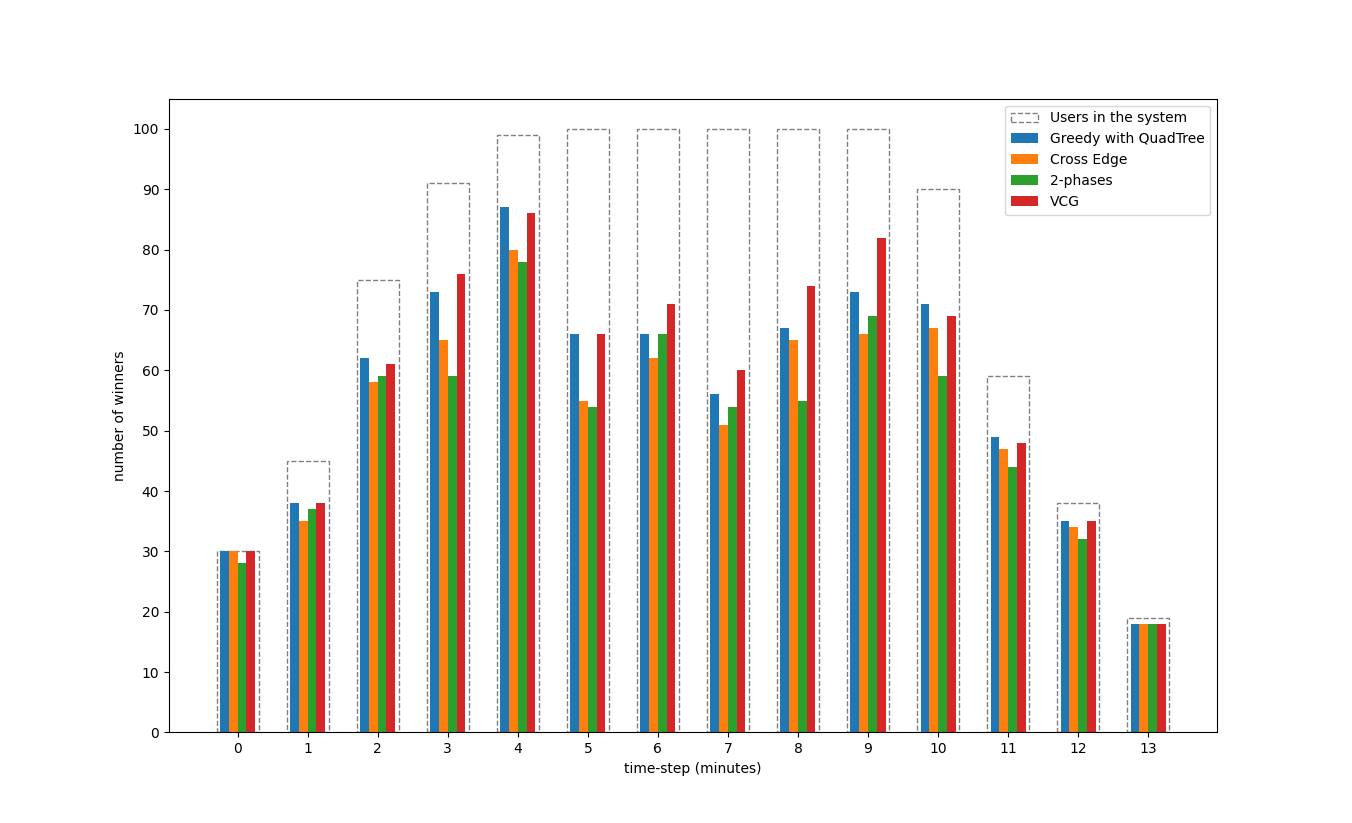 100
90
80
70
60
50
40
30
20
10
0
number of winners
Users in the system
Greedy with QuadTree
Cross Edge
2-phases
VCG
0 1 2 3 4 5 6 7 8 9 10 11 12 13
time-step (minutes)